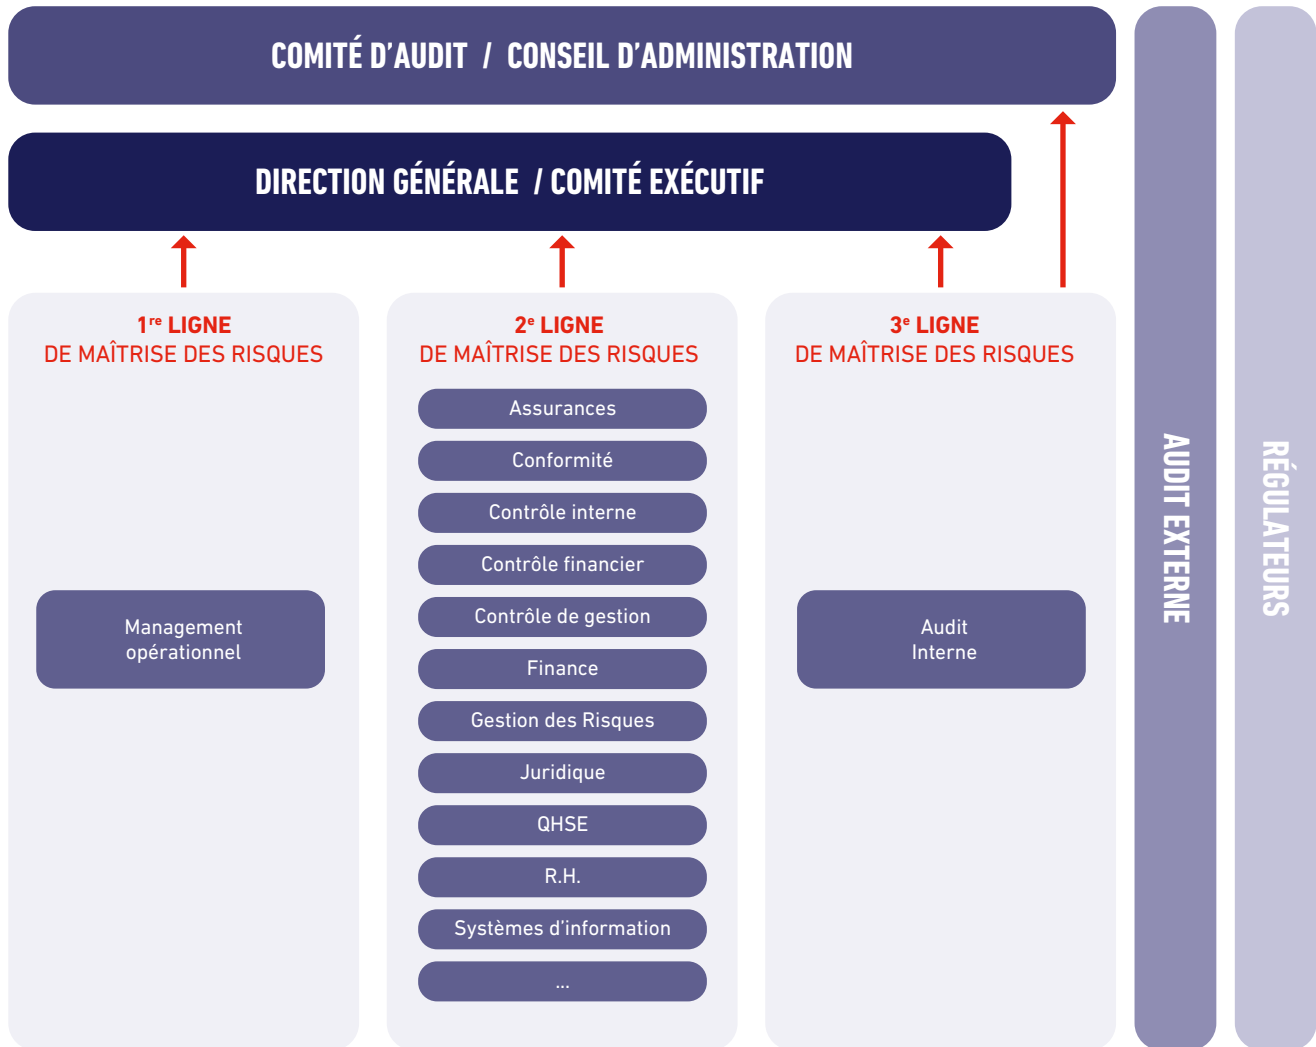 COMITÉ D'AUDIT / CONSEIL D'ADMINISTRATION
DIRECTION GÉNÉRALE / COMITÉ EXÉCUTIF
1re LIGNE
DE MAÎTRISE DES RISQUES
Management
opérationnel
2e LIGNE
DE MAÎTRISE DES RISQUES
Assurances
Conformité
Contrôle interne
Contrôle financier
Contrôle de gestion
Finance
Gestion des Risques
Juridique
QHSE
R.H.
Systèmes d'information
...
3e LIGNE
DE MAÎTRISE DES RISQUES
Audit
Interne
AUDIT EXTERNE
RÉGULATEURS